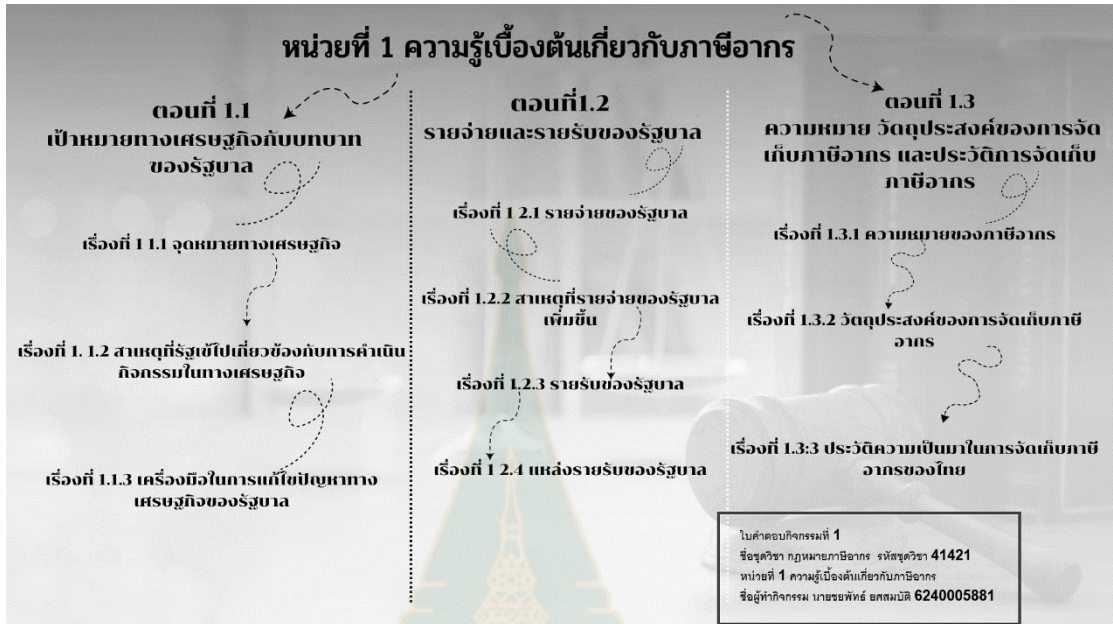 หน่วยที่ 1 ความรู้เบื้องต้นเกี่ยวกับภาษีอากร
ตอนที่ 1.1
เป้าหมายทางเศรษฐกิจกับบทบาท
ของรัฐบาล
เรื่องที่ 1 1.1 จุดหมายทางเศรษฐกิจ
เรื่องที่ 1. 1.2 สาเหตุที่รัฐเข้าไปเกี่ยวข้องกับการดำเนิน
กิจกรรมในทางเศรษฐกิจ
เรื่องที่ 1.1.3 เครื่องมือในการแก้ไขปัญหาทาง
เศรษฐกิจของรัฐบาล
ตอนที่1.2
รายจ่ายและรายรับของรัฐบาล
เรื่องที่ 1 2.1 รายจ่ายของรัฐบาล
เรื่องที่ 1.2.2 สาเหตุที่รายจ่ายของรัฐบาล
เพิ่มขึ้น
เรื่องที่ 1.2.3 รายรับของรัฐบาล
เรื่องที่ 1 2.4 แหล่งรายรับของรัฐบาล
ตอนที่ 1.3
ความหมาย วัตถุประสงค์ของการจัด
เก็บภาษีอากร และประวัติการจัดเก็บ
ภาษีอากร
เรื่องที่ 1.3.1 ความหมายของภาษีอากร
เรื่องที่ 1.3.2 วัตถุประสงค์ของการจัดเก็บภาษี
อากร
เรื่องที่ 1.3:3 ประวัติความเป็นมาในการจัดเก็บภาษี
อากรของไทย
ใบคำตอบกิจกรรมที่ 1
ชื่อชุดวิชา กฎหมายภาษีอากร รหัสชุดวิชา 41421
หน่วยที่ 1 ความรู้เบื้องต้นเกี่ยวกับภาษีอากร
ชื่อผู้ทำกิจกรรม นายชยพัทธ์ ยศสมบัติ 6240005881